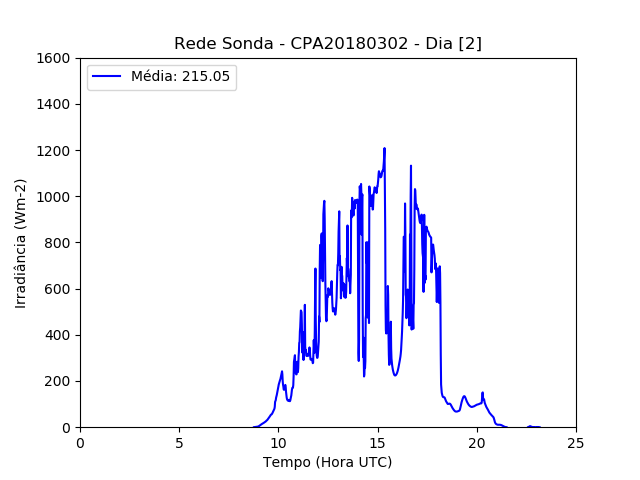 Rede Sonda - CPA20180302 - Dia [2]
Média: 215.05
1600
1400
1200
1000
800
600
400
200
0
Irradiância (Wm-2)
0 5 10 15 20 25
Tempo (Hora UTC)